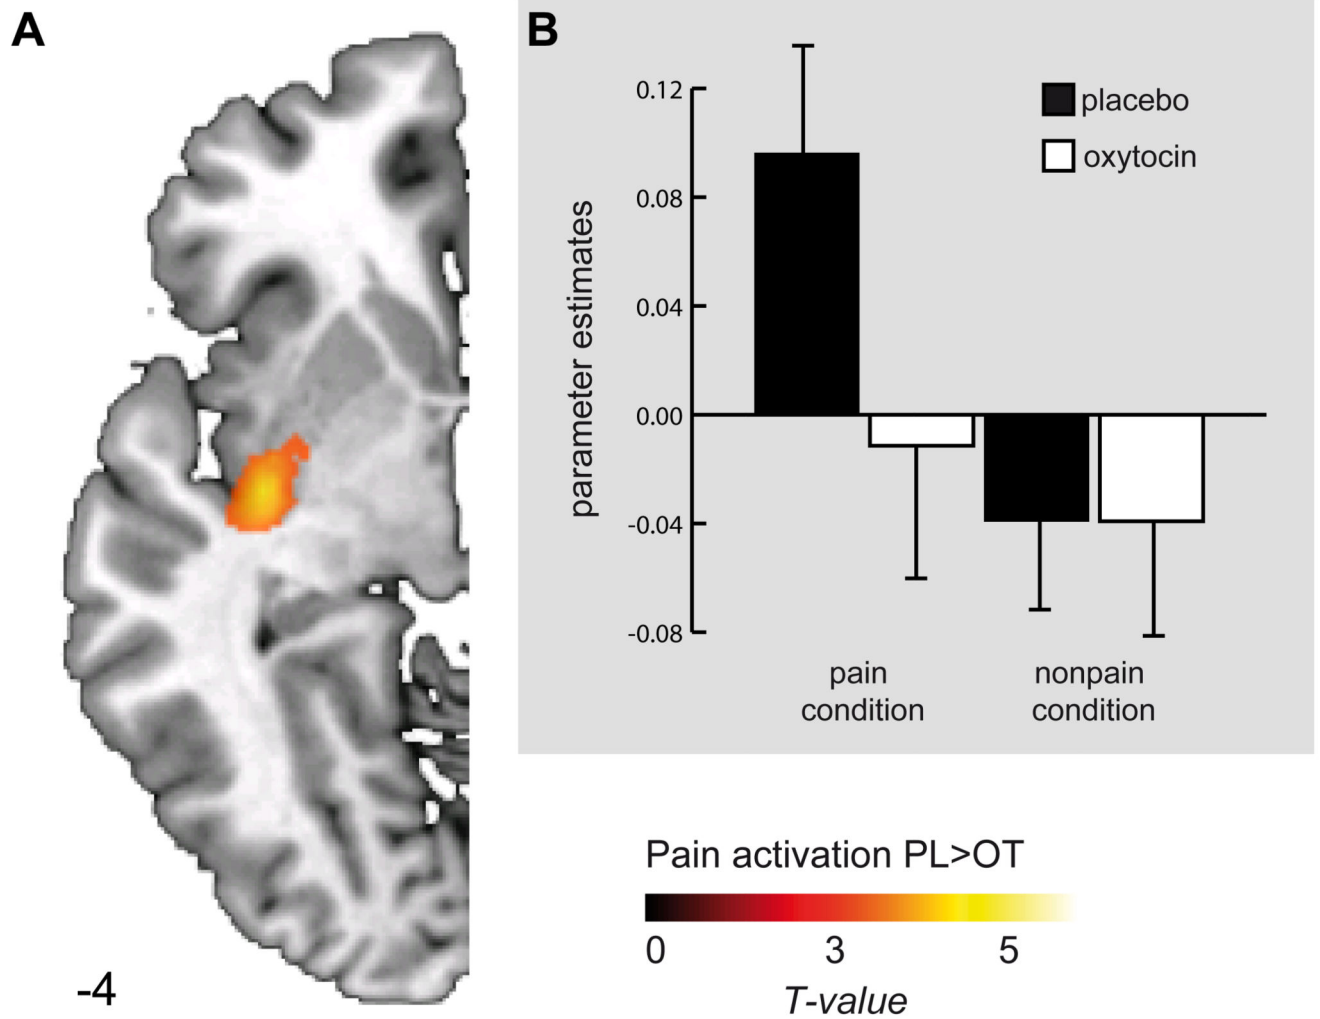 A
B
0.12
0.08
0.04
0.00
-0.04
-0.08
parameter estimates
placebo
oxytocin
pain
condition
nonpain
condition
Pain activation PL>OT
0 3 5
T-value
-4